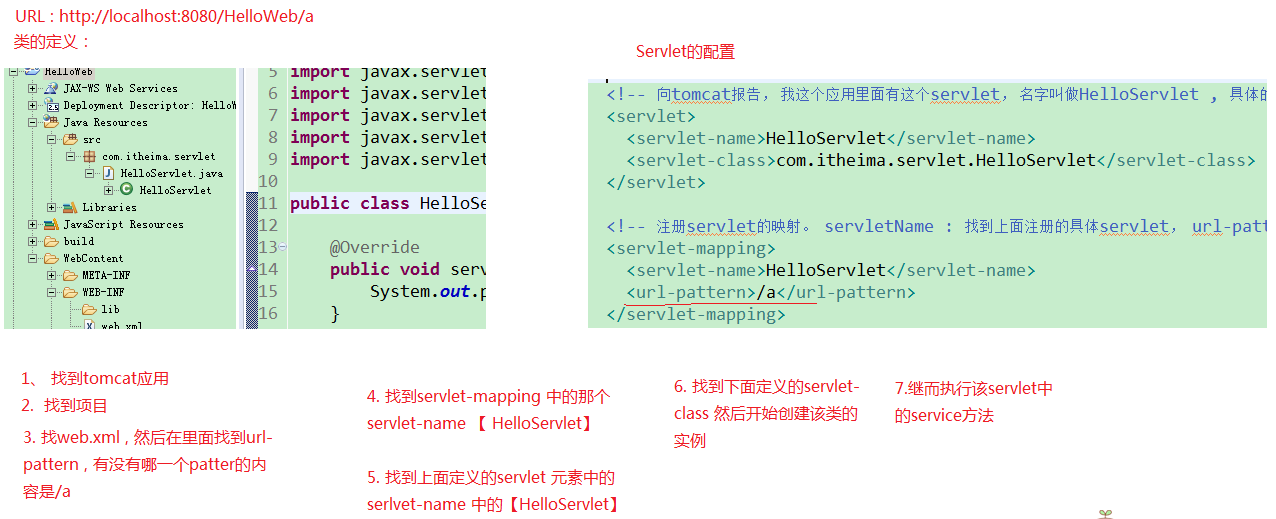 URL : http://localhost:8080/HelloWeb/a
类的定义：
Servlet的配置
HelloWeb
JAX-WS Web Services
Deployment Descriptor: HelloW
Java Resources
src
com.itheima.servlet
HelloServlet.java
HelloServlet
Libraries
JavaScript Resources
build
WebContent
META-INF
WEB-INF
lib
web.xml
5 import javax.servlet
6 import javax.servlet
7 import javax.servlet
8 import javax.servlet
9 import javax.servlet
10
11 public class HelloSe
12
13 @Override
14 public void serv
15 System.out.p
16 }
<!-- 向tomcat报告，我这个应用里面有这个servlet，名字叫做HelloServlet , 具体的
<servlet>
<servlet-name>HelloServlet</servlet-name>
<servlet-class>com.itheima.servlet.HelloServlet</servlet-class>
</servlet>
<!-- 注册servlet的映射。 servletName : 找到上面注册的具体servlet， url-patt
<servlet-mapping>
<servlet-name>HelloServlet</servlet-name>
<url-pattern>/a</url-pattern>
</servlet-mapping>
1、 找到tomcat应用
2. 找到项目
3. 找web.xml , 然后在里面找到url-
pattern , 有没有哪一个patter的内
容是/a
4. 找到servlet-mapping 中的那个
servlet-name 【 HelloServlet】
5. 找到上面定义的servlet 元素中的
serlvet-name 中的【HelloServlet】
6. 找到下面定义的servlet-
class 然后开始创建该类的
实例
7.继而执行该servlet中
的service方法